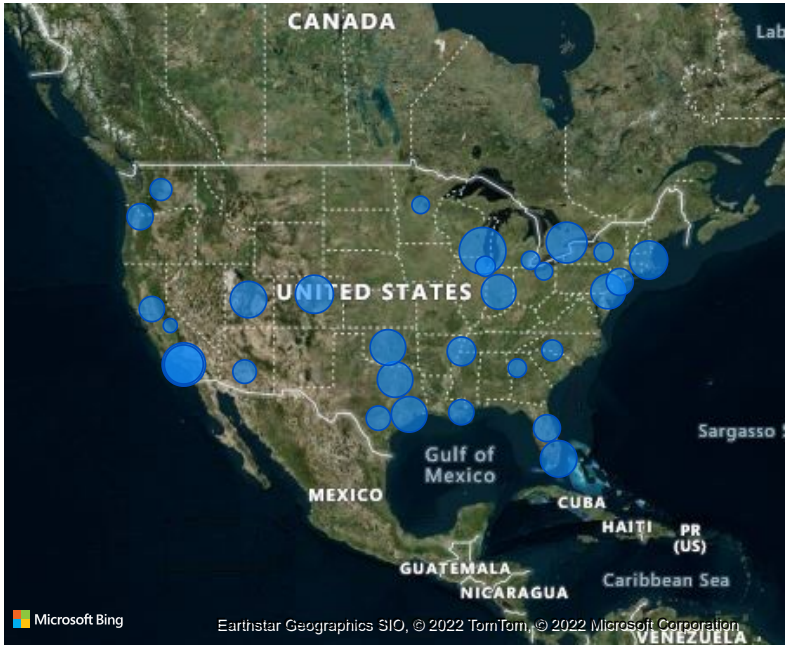 CANADA
Lab
UNITED STATES
Sargasso
Gulf of
Mexico
MEXICO
CUBA
HAITI
PR
(US)
GUATEMALA
Caribbean Sea
NICARAGUA
Microsoft Bing
Earthstar Geographics SIO, © 2022 TomTom, © 2022 Microsoft Corporation
VENEZUELA